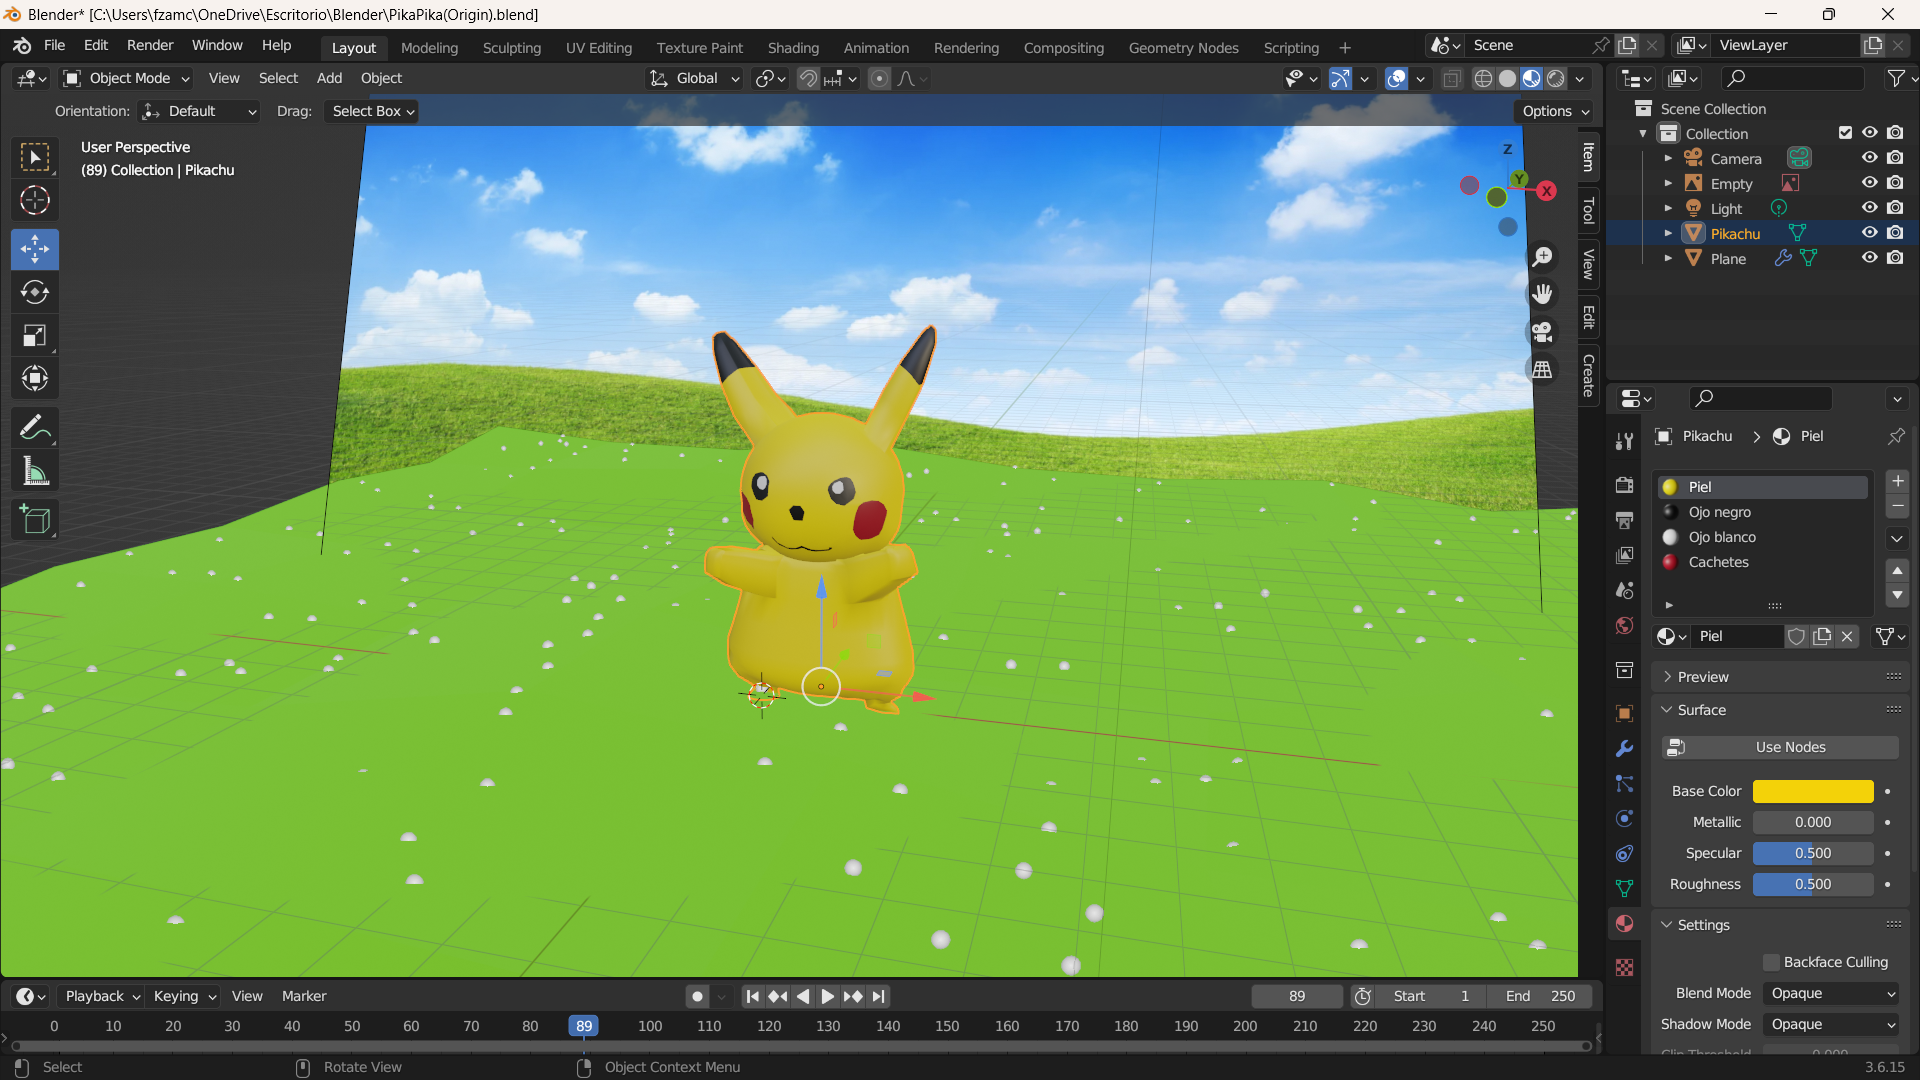 Blender* [C:\Users\fzamc\OneDrive\Escritorio\Blender\PikaPika(Origin).blend]
File Edit Render Window Help Layout Modeling Sculpting UV Editing Texture Paint Shading Animation Rendering Compositing Geometry Nodes Scripting + Scene ViewLayer
Object Mode View Select Add Object Global
Orientation: Default Drag: Select Box Options
User Perspective
(89) Collection | Pikachu
Z
Y
X
Item
Tool
View
Edit
Create
Scene Collection
Collection
Camera
Empty
Light
Pikachu
Plane
Pikachu > Piel
Piel
Ojo negro
Ojo blanco
Cachetes
Piel
Preview
Surface
Use Nodes
Base Color
Metallic 0.000
Specular 0.500
Roughness 0.500
Settings
Backface Culling
Blend Mode Opaque
Shadow Mode Opaque
Clip Threshold 0.000
Playback Keying View Marker 89 Start 1 End 250
0 10 20 30 40 50 60 70 80 89 100 110 120 130 140 150 160 170 180 190 200 210 220 230 240 250
Select Rotate View Object Context Menu 3.6.15